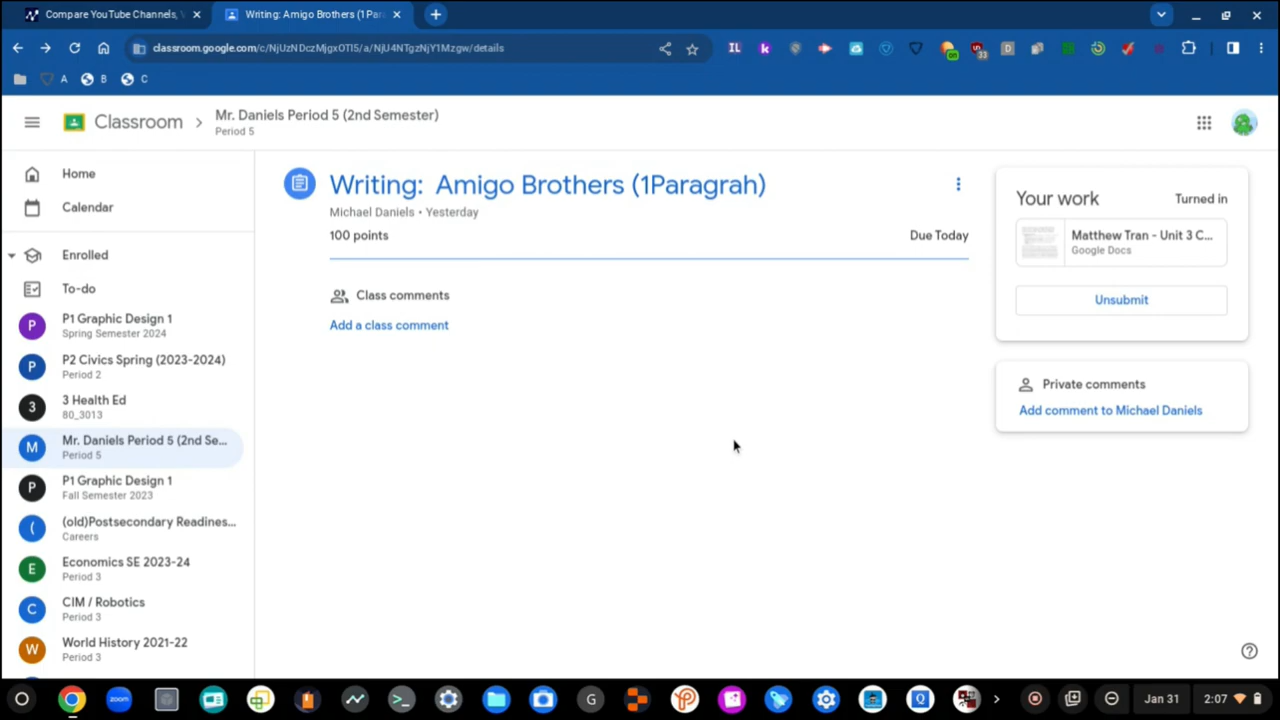 Compare YouTube Channels,
Writing: Amigo Brothers (1Par
classroom.google.com/c/NjUzNDczMjgxOTI5/a/NjU4NTgzNjY1Mzgw/details
IL
k
on
33
D
A
B
C
Classroom
Mr. Daniels Period 5 (2nd Semester)
Period 5
Home
Calendar
Enrolled
To-do
P
P1 Graphic Design 1
Spring Semester 2024
P
P2 Civics Spring (2023-2024)
Period 2
3
3 Health Ed
80_3013
M
Mr. Daniels Period 5 (2nd Se...
Period 5
P
P1 Graphic Design 1
Fall Semester 2023
(
(old)Postsecondary Readines...
Careers
E
Economics SE 2023-24
Period 3
C
CIM / Robotics
Period 3
W
World History 2021-22
Period 3
Writing: Amigo Brothers (1Paragrah)
Michael Daniels • Yesterday
100 points
Due Today
Class comments
Add a class comment
Your work
Turned in
Matthew Tran - Unit 3 C...
Google Docs
Unsubmit
Private comments
Add comment to Michael Daniels
zoom
G
Q
Jan 31
2:07